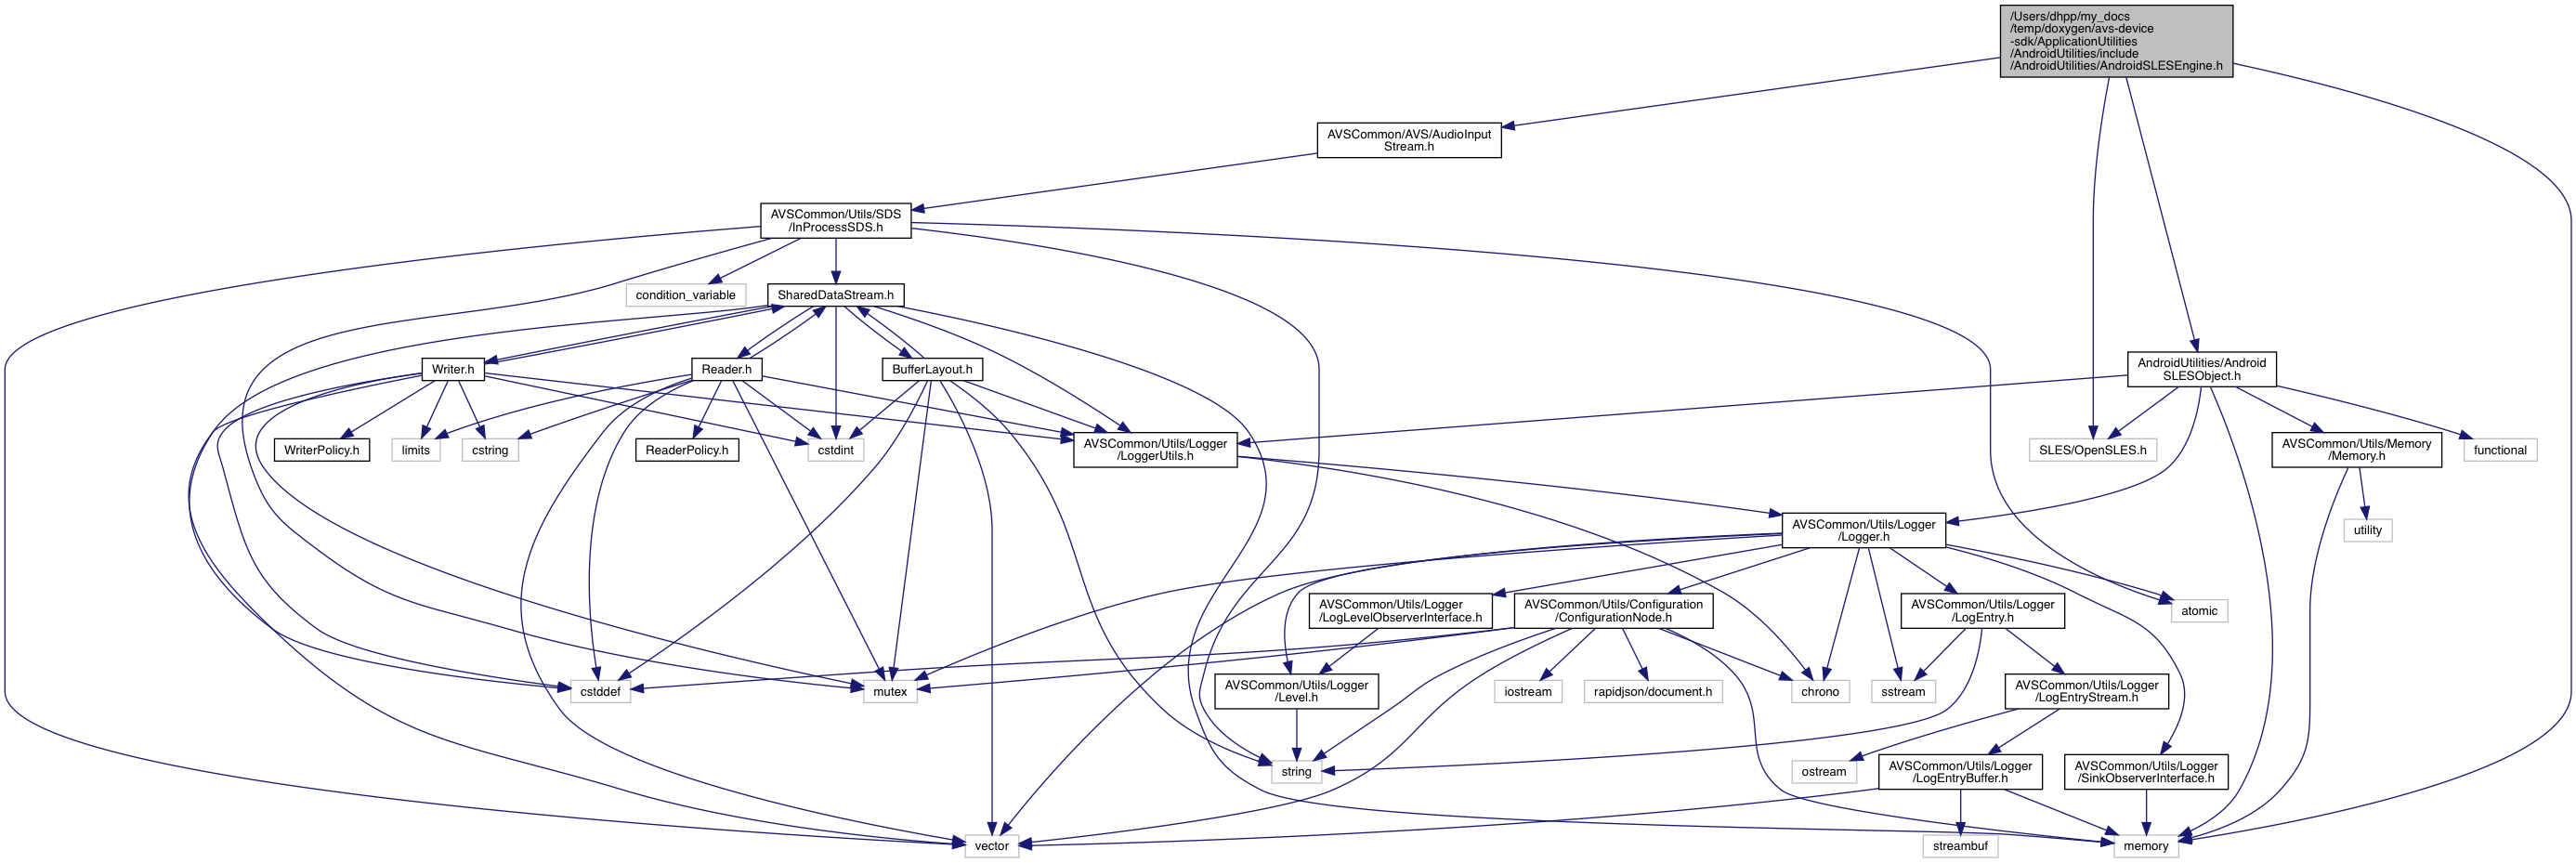 /Users/dhpp/my_docs
/temp/doxygen/avs-device
-sdk/ApplicationUtilities
/AndroidUtilities/include
/AndroidUtilities/AndroidSLESEngine.h
AVSCommon/AVS/AudioInput
Stream.h
AVSCommon/Utils/SDS
/InProcessSDS.h
condition_variable
SharedDataStream.h
Writer.h
Reader.h
BufferLayout.h
AndroidUtilities/Android
SLESObject.h
WriterPolicy.h
limits
cstring
ReaderPolicy.h
cstdint
AVSCommon/Utils/Logger
/LoggerUtils.h
SLES/OpenSLES.h
AVSCommon/Utils/Memory
/Memory.h
functional
AVSCommon/Utils/Logger
/Logger.h
utility
AVSCommon/Utils/Logger
/LogLevelObserverInterface.h
AVSCommon/Utils/Configuration
/ConfigurationNode.h
AVSCommon/Utils/Logger
/LogEntry.h
atomic
cstddef
mutex
AVSCommon/Utils/Logger
/Level.h
iostream
rapidjson/document.h
chrono
sstream
AVSCommon/Utils/Logger
/LogEntryStream.h
string
ostream
AVSCommon/Utils/Logger
/LogEntryBuffer.h
AVSCommon/Utils/Logger
/SinkObserverInterface.h
vector
streambuf
memory